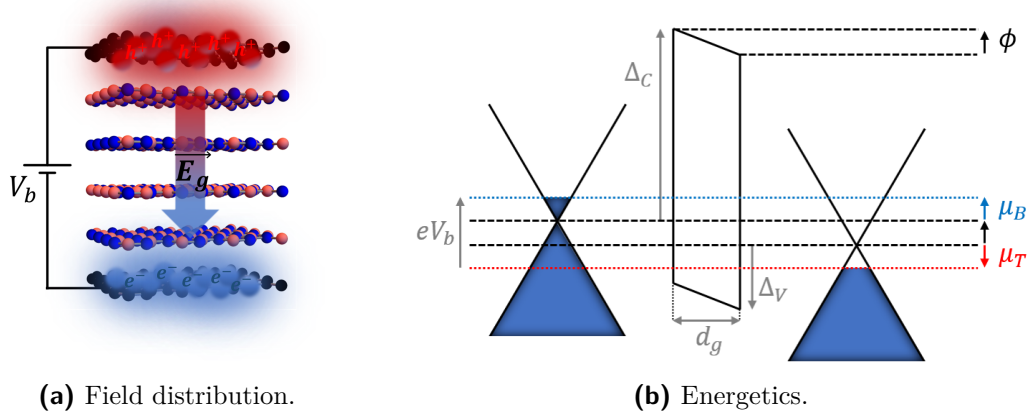 V_b
h⁺ h⁺ h⁺ h⁺ h⁺
E_g
e⁻ e⁻ e⁻ e⁻ e⁻ e⁻
(a) Field distribution.
Δ_C
ϕ
eV_b
μ_B
μ_T
Δ_V
d_g
(b) Energetics.